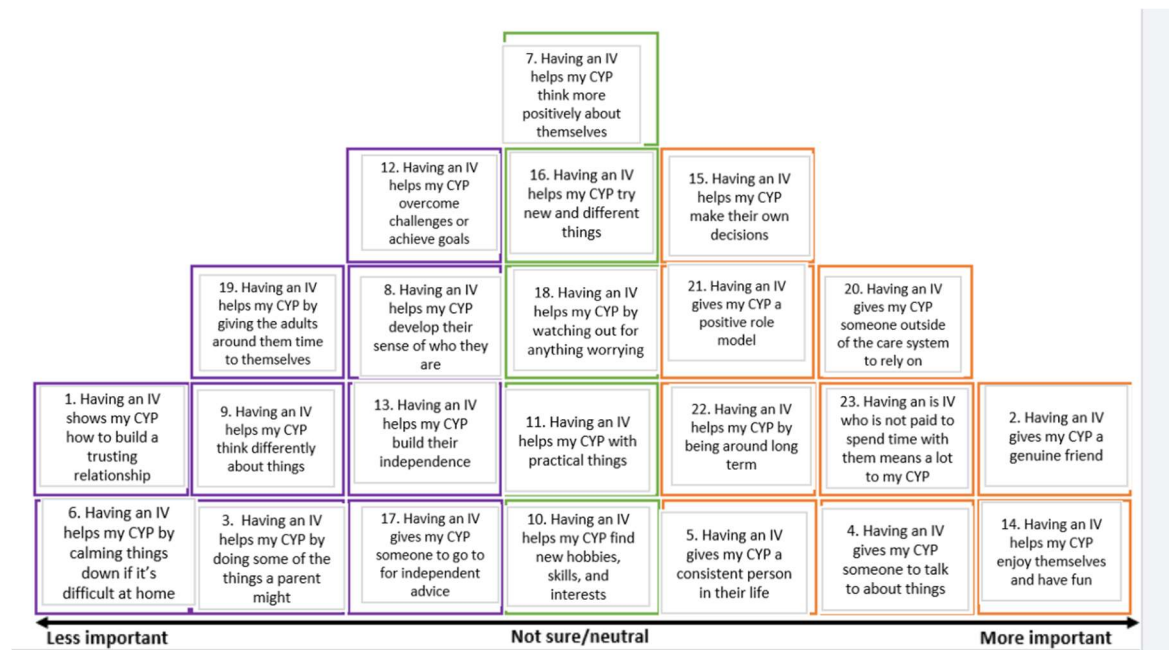 7. Having an IV
helps my CYP
think more
positively about
themselves
12. Having an IV
helps my CYP
overcome
challenges or
achieve goals
16. Having an IV
helps my CYP try
new and different
things
15. Having an IV
helps my CYP
make their own
decisions
19. Having an IV
helps my CYP by
giving the adults
around them time
to themselves
8. Having an IV
helps my CYP
develop their
sense of who they
are
18. Having an IV
helps my CYP by
watching out for
anything worrying
21. Having an IV
gives my CYP a
positive role
model
20. Having an IV
gives my CYP
someone outside
of the care system
to rely on
1. Having an IV
shows my CYP
how to build a
trusting
relationship
9. Having an IV
helps my CYP
think differently
about things
13. Having an IV
helps my CYP
build their
independence
11. Having an IV
helps my CYP with
practical things
22. Having an IV
helps my CYP by
being around long
term
23. Having an is IV
who is not paid to
spend time with
them means a lot
to my CYP
2. Having an IV
gives my CYP a
genuine friend
6. Having an IV
helps my CYP by
calming things
down if it's
difficult at home
3. Having an IV
helps my CYP by
doing some of the
things a parent
might
17. Having an IV
gives my CYP
someone to go to
for independent
advice
10. Having an IV
helps my CYP find
new hobbies,
skills, and
interests
5. Having an IV
gives my CYP a
consistent person
in their life
4. Having an IV
gives my CYP
someone to talk
to about things
14. Having an IV
helps my CYP
enjoy themselves
and have fun
Less important
Not sure/neutral
More important